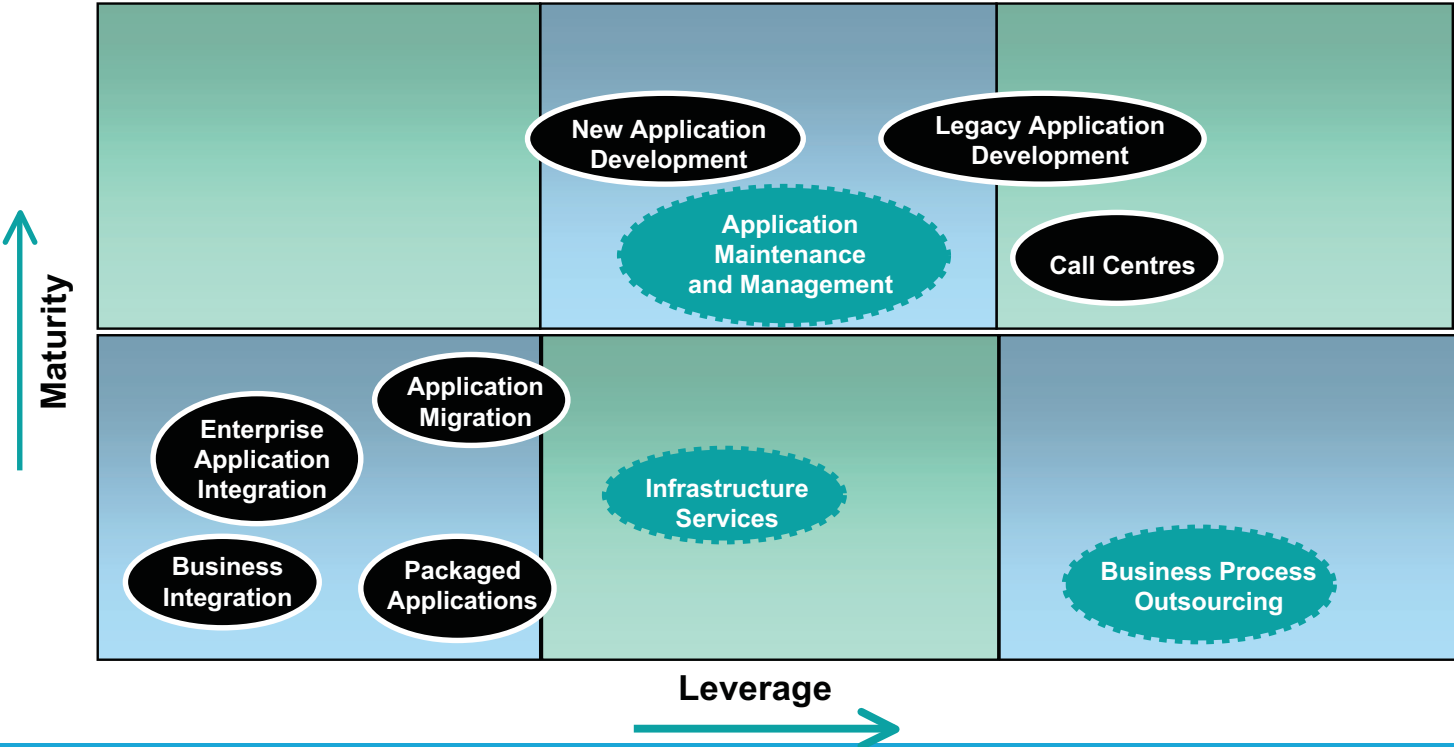 New Application
Development
Legacy Application
Development
Application
Maintenance
and Management
Call Centres
Maturity
Application
Migration
Enterprise
Application
Integration
Infrastructure
Services
Business
Integration
Packaged
Applications
Business Process
Outsourcing
Leverage